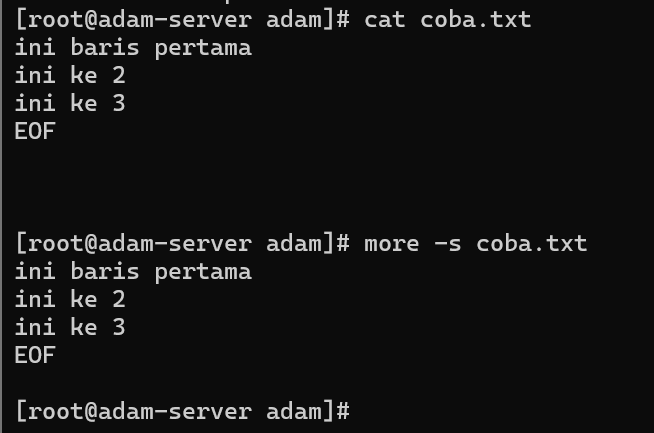 [root@adam-server adam]# cat coba.txt
ini baris pertama
ini ke 2
ini ke 3
EOF
[root@adam-server adam]# more -s coba.txt
ini baris pertama
ini ke 2
ini ke 3
EOF
[root@adam-server adam]#